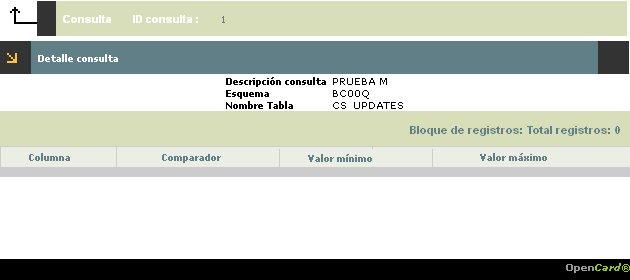 Consulta ID consulta : 1
Detalle consulta
Descripción consulta PRUEBA M
Esquema BC00Q
Nombre Tabla CS_UPDATES
Bloque de registros: Total registros: 0
Columna Comparador Valor mínimo Valor máximo
OpenCard®